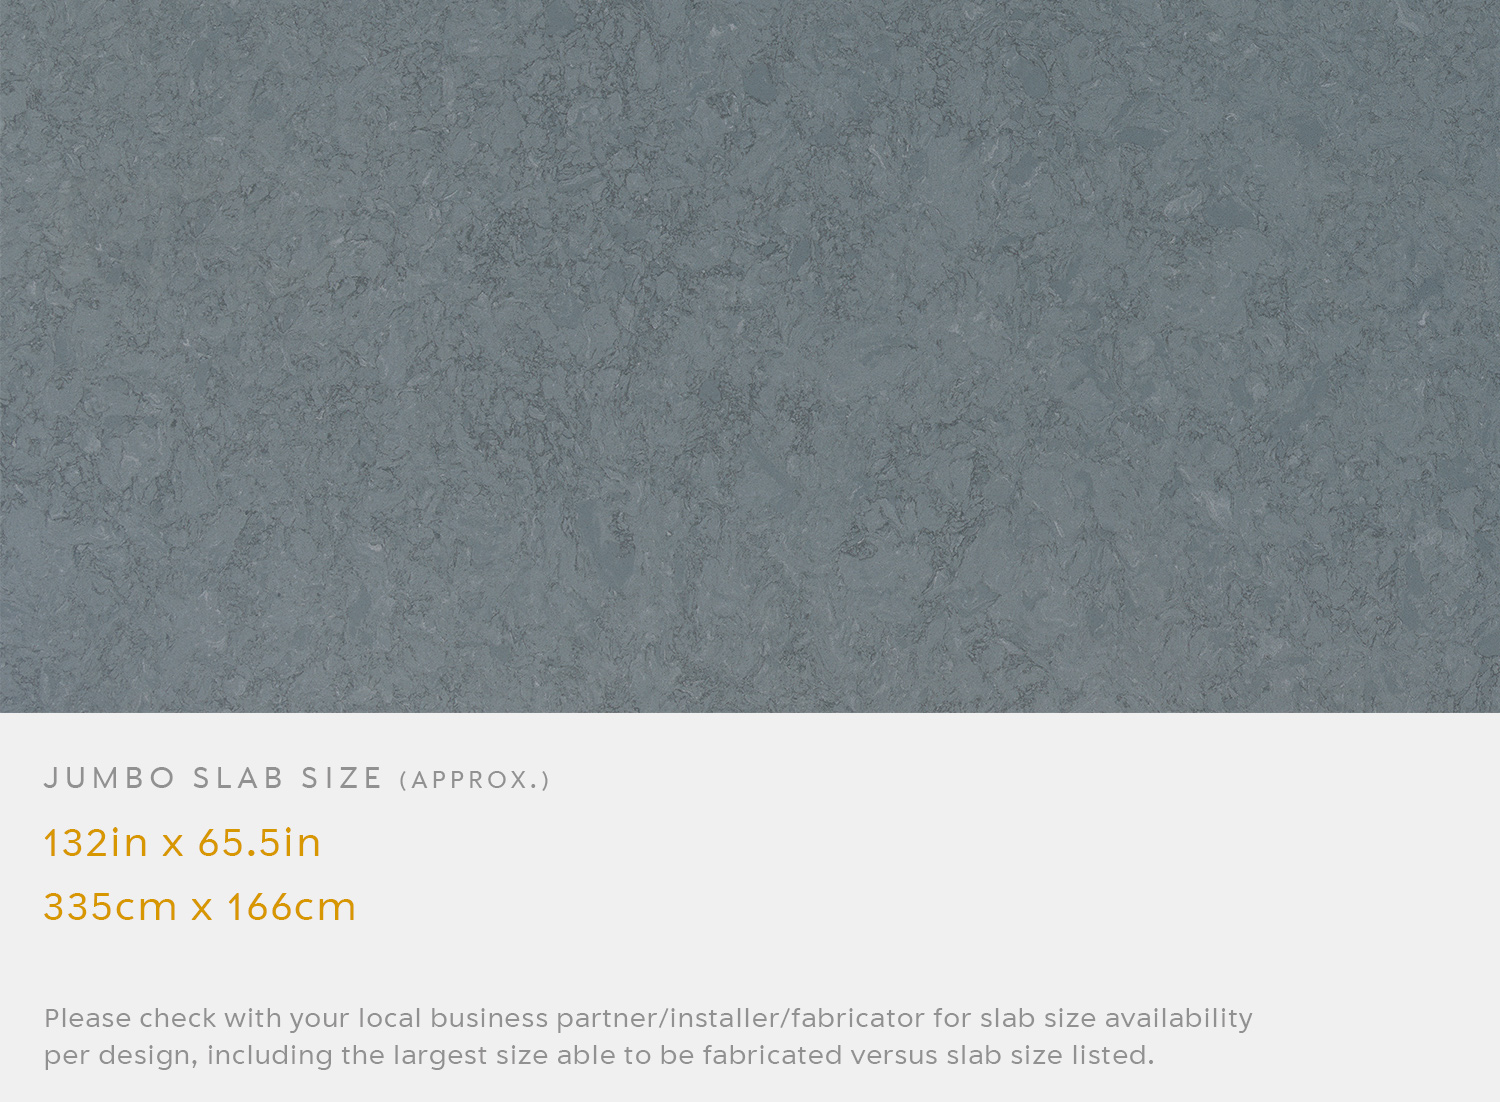 JUMBO SLAB SIZE (APPROX.)
132in x 65.5in
335cm x 166cm
Please check with your local business partner/installer/fabricator for slab size availability
per design, including the largest size able to be fabricated versus slab size listed.